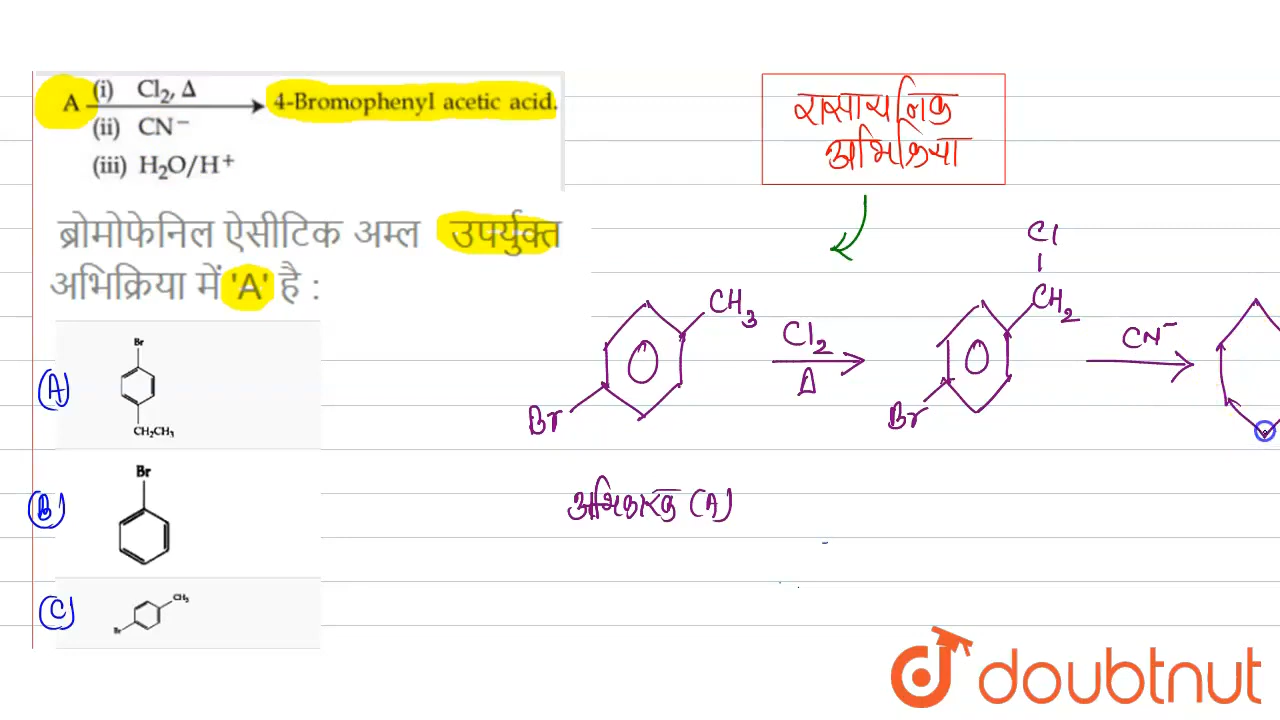 A (i) Cl₂, Δ 4-Bromophenyl acetic acid.
(ii) CN⁻
(iii) H₂O/H⁺
ब्रोमोफेनिल ऐसीटिक अम्ल उपर्युक्त
अभिक्रिया में 'A' है :
(A)
Br
CH₂CH₃
(B)
Br
(C)
CH₃
Br
रासायनिक
अभिक्रिया
Cl
CH₃ Cl₂ CH₂ CN⁻
Δ
Br Br
अभिकारक (A)
doubtnut